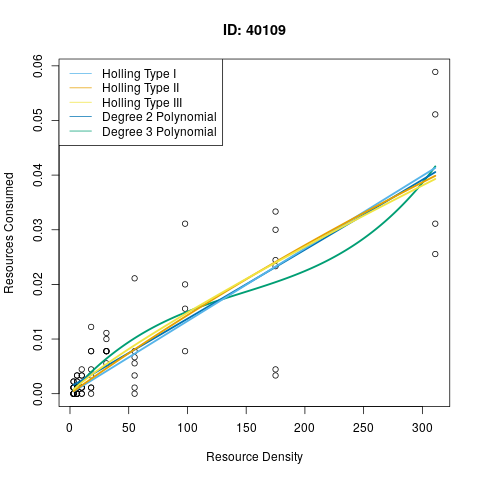 ID: 40109
Holling Type I
Holling Type II
Holling Type III
Degree 2 Polynomial
Degree 3 Polynomial
Resources Consumed
0.06
0.05
0.04
0.03
0.02
0.01
0.00
0 50 100 150 200 250 300
Resource Density